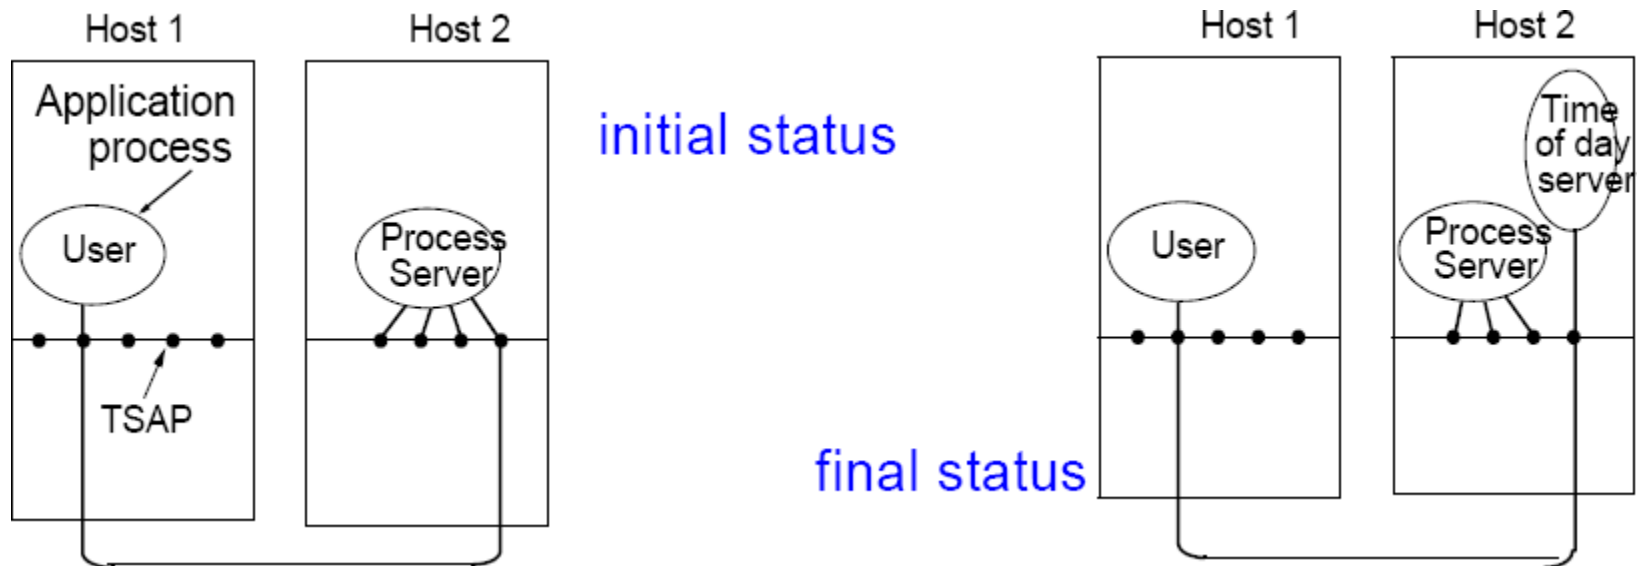 Host 1
Host 2
Application
process
User
Process
Server
TSAP
initial status
final status
Host 1
Host 2
Time
of day
server
User
Process
Server